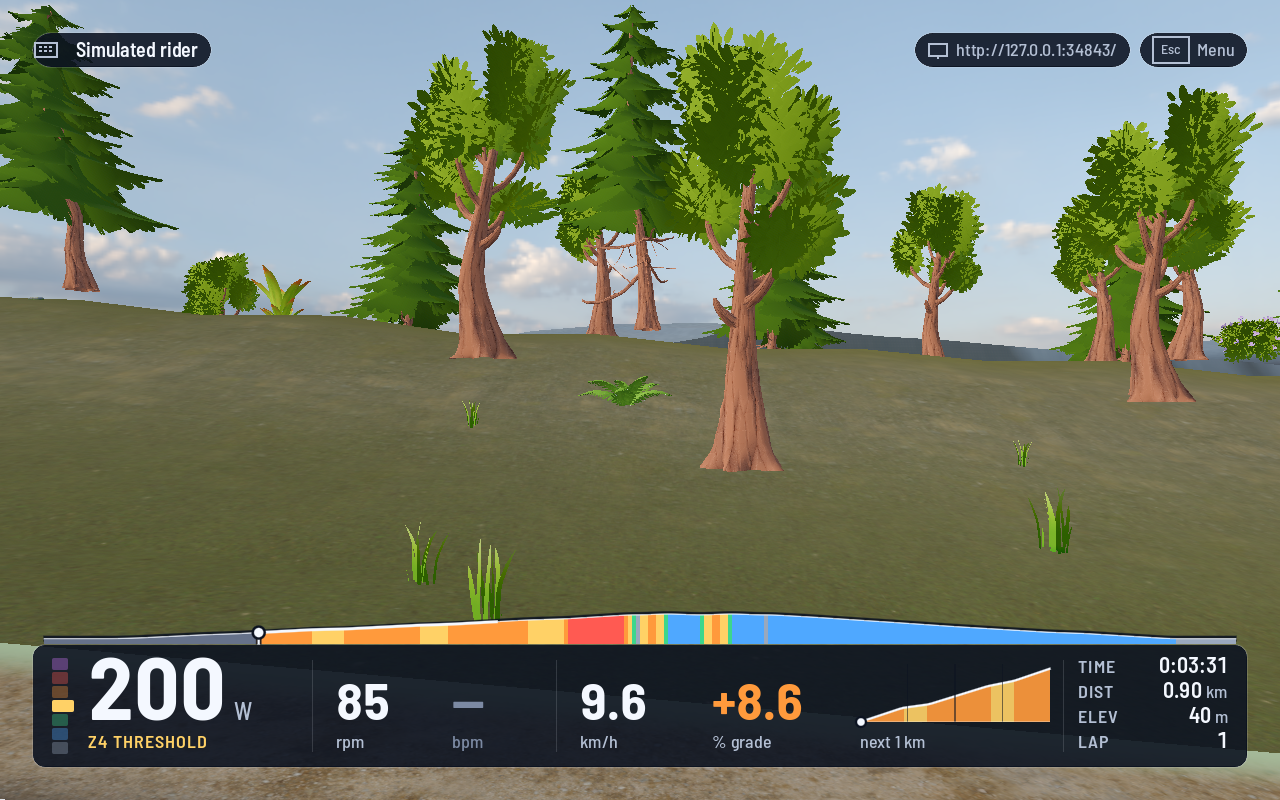 Simulated rider
http://127.0.0.1:34843/
Esc Menu
200 W
Z4 THRESHOLD
85
rpm
—
bpm
9.6
km/h
+8.6
% grade
next 1 km
TIME 0:03:31
DIST 0.90 km
ELEV 40 m
LAP 1